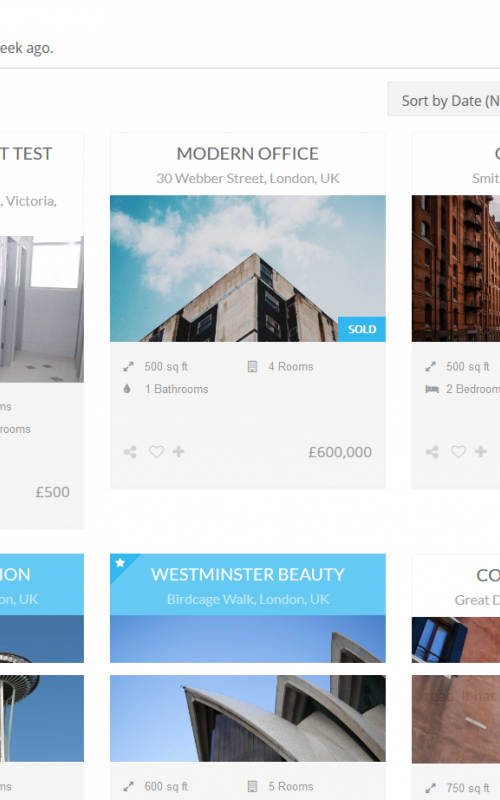 eek ago.
Sort by Date (N
T TEST
, Victoria,
ms
rooms
£500
MODERN OFFICE
30 Webber Street, London, UK
SOLD
500 sq ft
4 Rooms
1 Bathrooms
£600,000
Smit
500 sq ft
2 Bedroom
ION
on, UK
ms
WESTMINSTER BEAUTY
Birdcage Walk, London, UK
600 sq ft
5 Rooms
CO
Great D
750 sq ft